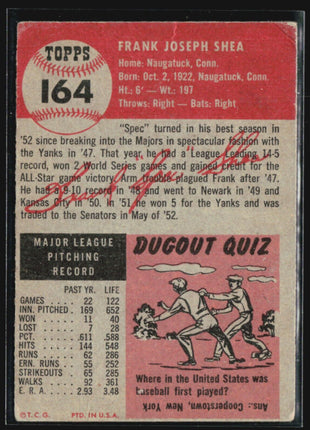 TOPPS
164
FRANK JOSEPH SHEA
Home: Naugatuck, Conn.
Born: Oct. 2, 1922, Naugatuck, Conn.
Ht.: 6' — Wt.: 197
Throws: Right — Bats: Right
"Spec" turned in his best season in
'52 since breaking into the Majors in spectacular fashion with
the Yanks in '47. That year, he had a League Leading 14-5
record, won 2 World Series games and gained credit for the
ALL-Star game victory. Arm trouble plagued Frank after '47.
He had a 9-10 record in '48 and went to Newark in '49 and
Kansas City in '50. In '51, he won 5 for the Yanks and was
traded to the Senators in May of '52.
MAJOR LEAGUE
PITCHING
RECORD
PAST YR. LIFE
GAMES 22 122
INN. PITCHED 169 652
WON 11 40
LOST 7 28
PCT. .611 .588
HITS 144 548
RUNS 62 286
ERN. RUNS 55 252
STRIKEOUTS 65 285
WALKS 92 361
E. R. A. 2.93 3.48
©T.C.G. PTD. IN U.S.A.
DUGOUT QUIZ
Where in the United States was
baseball first played?
Ans.: Cooperstown, New York